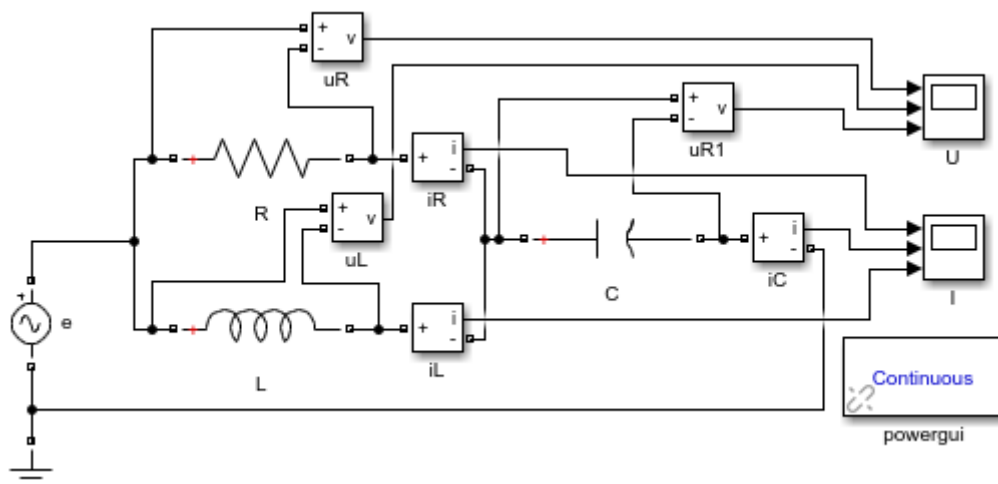 +
-
v
uR
+
-
v
uR1
U
+
R
+
i
-
iR
+
-
v
uL
+
e
+
C
+
i
-
iC
I
+
L
+
i
-
iL
Continuous
powergui